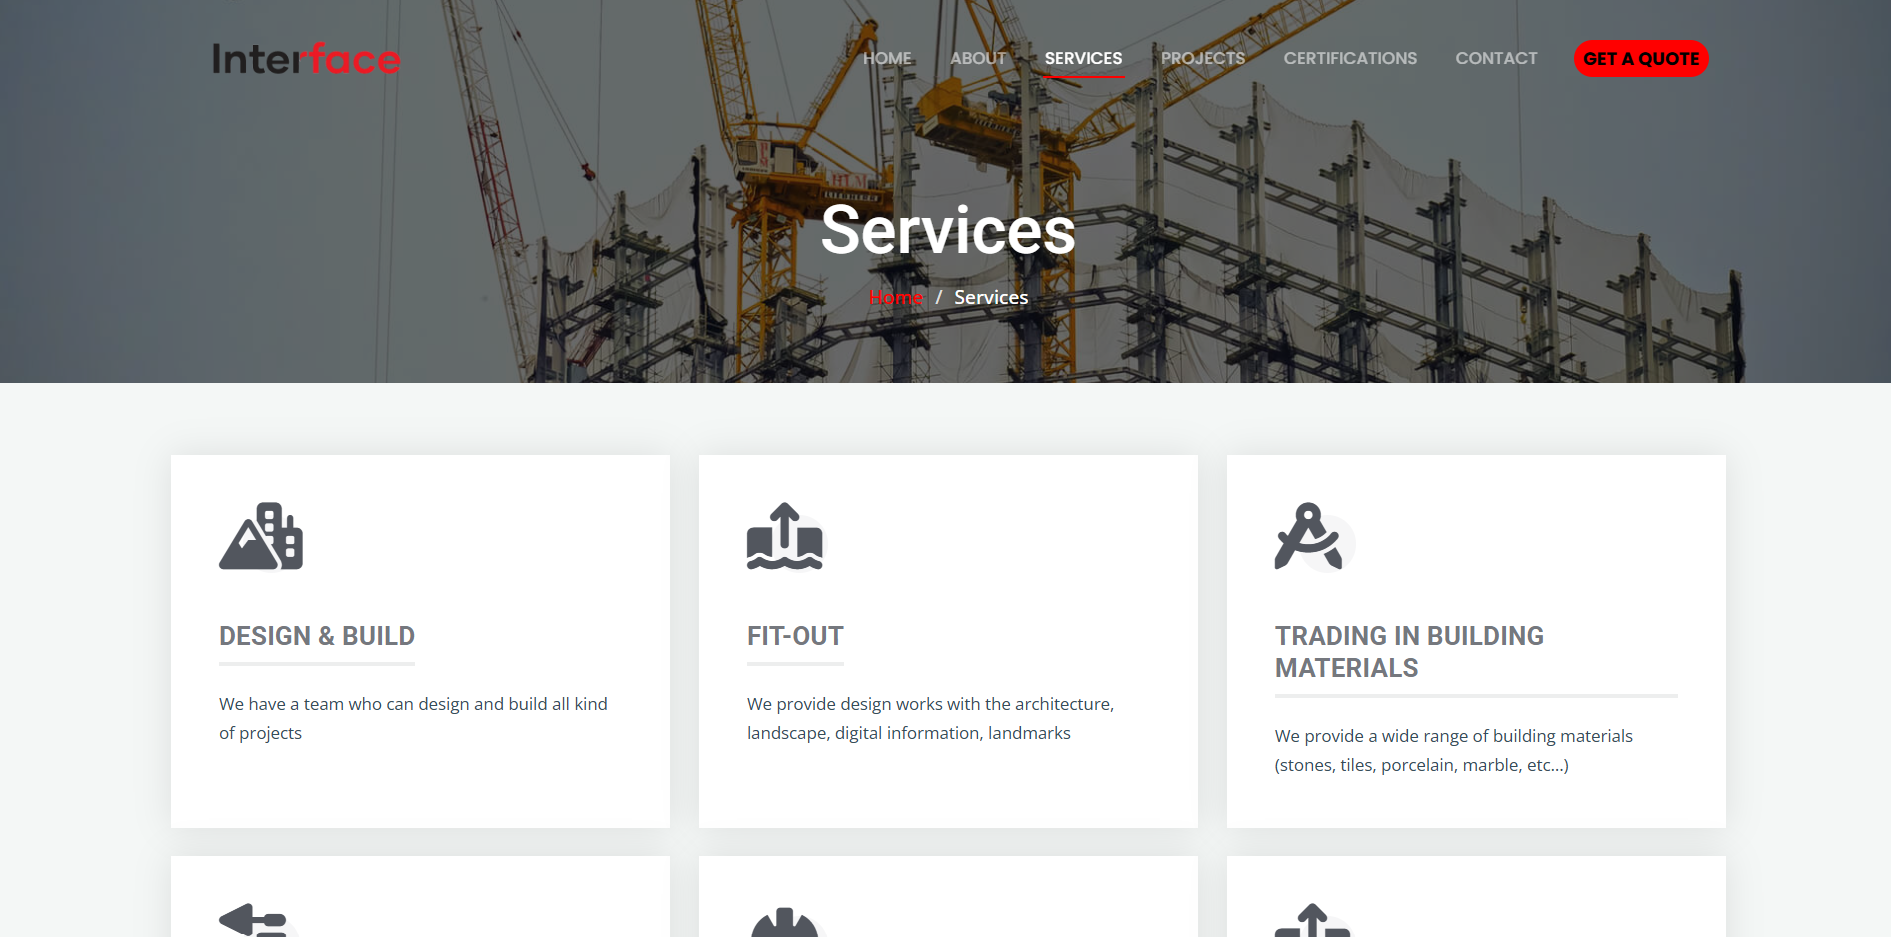 Interface
HOME ABOUT SERVICES PROJECTS CERTIFICATIONS CONTACT GET A QUOTE
Services
Home / Services
DESIGN & BUILD
We have a team who can design and build all kind
of projects
FIT-OUT
We provide design works with the architecture,
landscape, digital information, landmarks
TRADING IN BUILDING
MATERIALS
We provide a wide range of building materials
(stones, tiles, porcelain, marble, etc...)